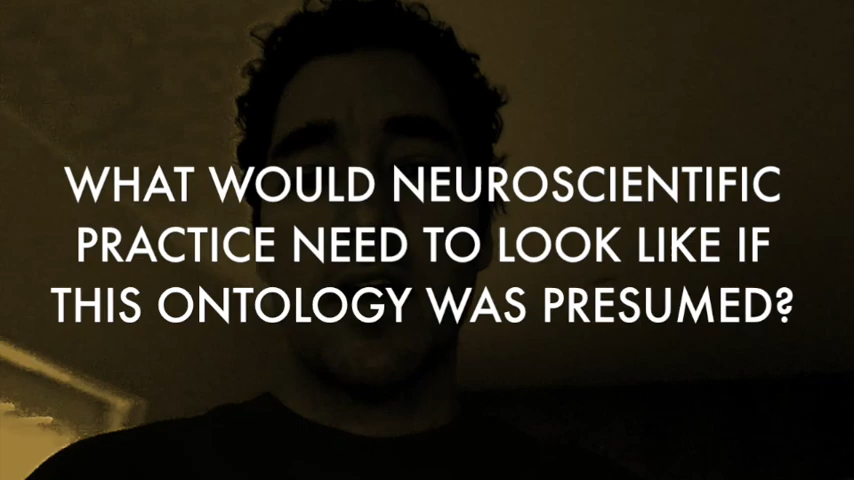 WHAT WOULD NEUROSCIENTIFIC
PRACTICE NEED TO LOOK LIKE IF
THIS ONTOLOGY WAS PRESUMED?